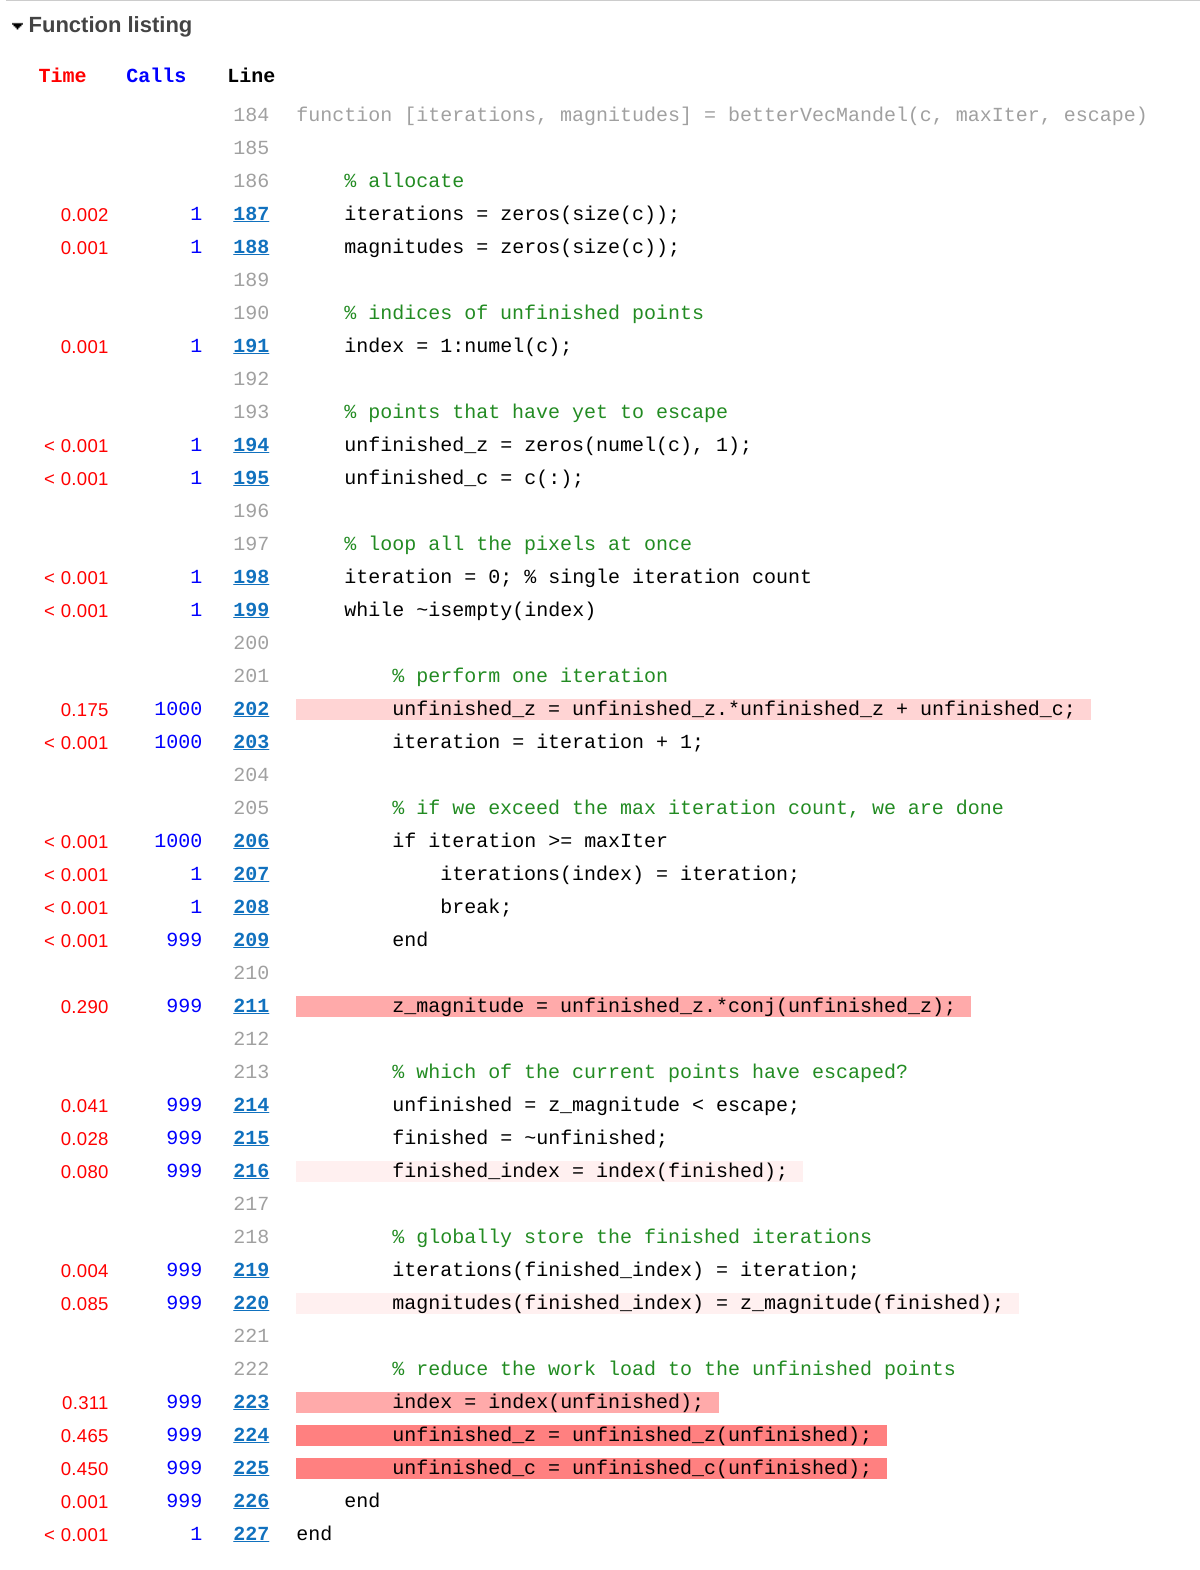 Function listing
Time Calls Line
184 function [iterations, magnitudes] = betterVecMandel(c, maxIter, escape)
185
186 % allocate
0.002 1 187 iterations = zeros(size(c));
0.001 1 188 magnitudes = zeros(size(c));
189
190 % indices of unfinished points
0.001 1 191 index = 1:numel(c);
192
193 % points that have yet to escape
< 0.001 1 194 unfinished_z = zeros(numel(c), 1);
< 0.001 1 195 unfinished_c = c(:);
196
197 % loop all the pixels at once
< 0.001 1 198 iteration = 0; % single iteration count
< 0.001 1 199 while ~isempty(index)
200
201 % perform one iteration
0.175 1000 202 unfinished_z = unfinished_z.*unfinished_z + unfinished_c;
< 0.001 1000 203 iteration = iteration + 1;
204
205 % if we exceed the max iteration count, we are done
< 0.001 1000 206 if iteration >= maxIter
< 0.001 1 207 iterations(index) = iteration;
< 0.001 1 208 break;
< 0.001 999 209 end
210
0.290 999 211 z_magnitude = unfinished_z.*conj(unfinished_z);
212
213 % which of the current points have escaped?
0.041 999 214 unfinished = z_magnitude < escape;
0.028 999 215 finished = ~unfinished;
0.080 999 216 finished_index = index(finished);
217
218 % globally store the finished iterations
0.004 999 219 iterations(finished_index) = iteration;
0.085 999 220 magnitudes(finished_index) = z_magnitude(finished);
221
222 % reduce the work load to the unfinished points
0.311 999 223 index = index(unfinished);
0.465 999 224 unfinished_z = unfinished_z(unfinished);
0.450 999 225 unfinished_c = unfinished_c(unfinished);
0.001 999 226 end
< 0.001 1 227 end